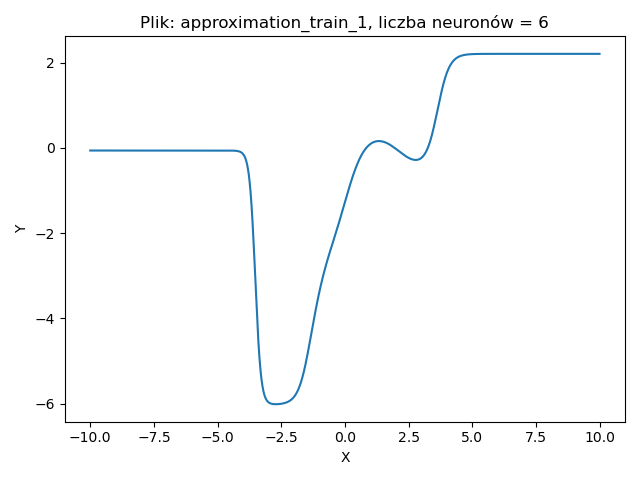 Plik: approximation_train_1, liczba neuronów = 6
Y
2
0
−2
−4
−6
−10.0 −7.5 −5.0 −2.5 0.0 2.5 5.0 7.5 10.0
X